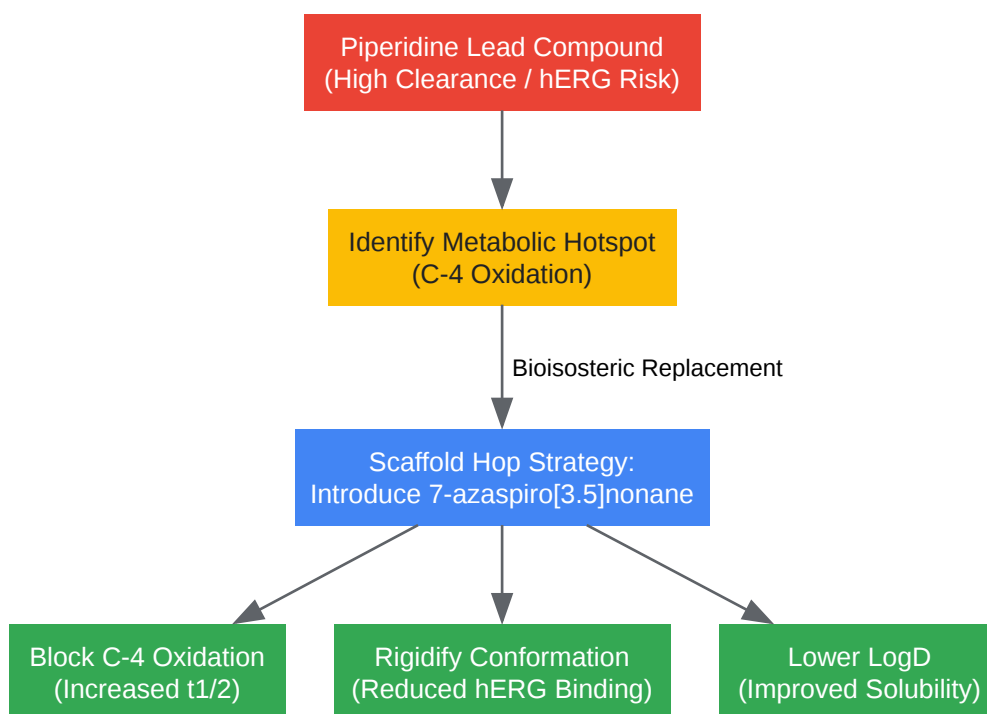 Piperidine Lead Compound
(High Clearance / hERG Risk)
Identify Metabolic Hotspot
(C-4 Oxidation)
Bioisosteric Replacement
Scaffold Hop Strategy:
Introduce 7-azaspiro[3.5]nonane
Block C-4 Oxidation
(Increased t1/2)
Rigidify Conformation
(Reduced hERG Binding)
Lower LogD
(Improved Solubility)